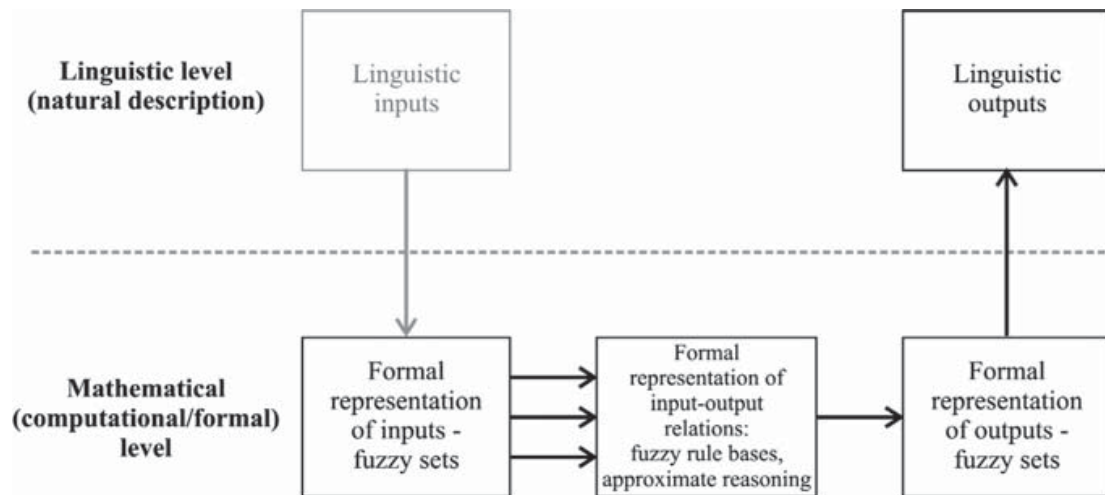 Linguistic level
(natural description)
Linguistic
inputs
Linguistic
outputs
Mathematical
(computational/formal)
level
Formal
representation
of inputs -
fuzzy sets
Formal
representation of
input-output
relations:
fuzzy rule bases,
approximate reasoning
Formal
representation
of outputs -
fuzzy sets